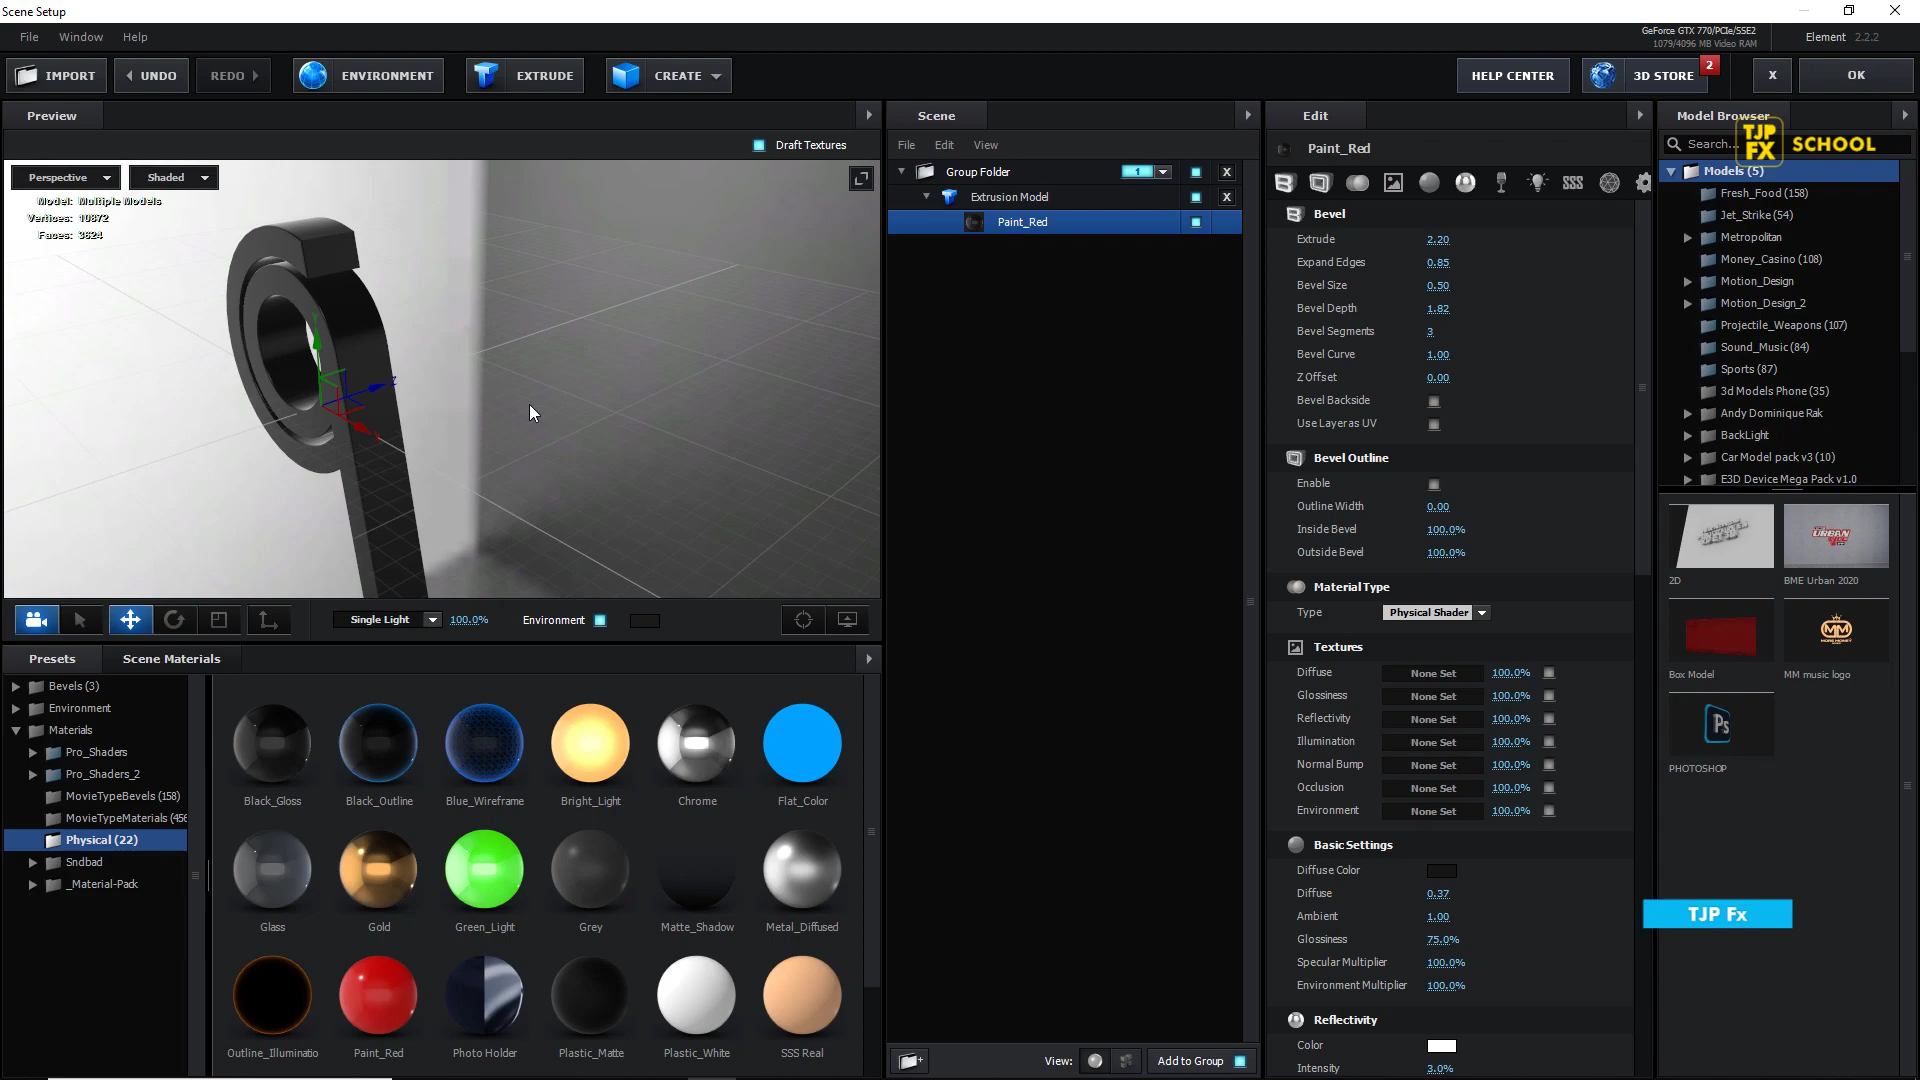 Scene Setup
File Window Help
GeForce GTX 770/PCIe/SSE2
1079/4096 MB Video RAM
Element 2.2.2
IMPORT
UNDO
REDO
ENVIRONMENT
EXTRUDE
CREATE
HELP CENTER
3D STORE
2
X
OK
Preview
Draft Textures
Perspective
Shaded
Model: Multiple Models
Vertices: 10872
Faces: 3624
Y
Z
X
Single Light
100.0%
Environment
Presets
Scene Materials
Bevels (3)
Environment
Materials
Pro_Shaders
Pro_Shaders_2
MovieTypeBevels (158)
MovieTypeMaterials (456
Physical (22)
Sndbad
_Material-Pack
Black_Gloss
Black_Outline
Blue_Wireframe
Bright_Light
Chrome
Flat_Color
Glass
Gold
Green_Light
Grey
Matte_Shadow
Metal_Diffused
Outline_Illuminatio
Paint_Red
Photo Holder
Plastic_Matte
Plastic_White
SSS Real
Scene
File Edit View
Group Folder
1
X
Extrusion Model
X
Paint_Red
View:
Add to Group
Edit
Paint_Red
SSS
Bevel
Extrude 2.20
Expand Edges 0.85
Bevel Size 0.50
Bevel Depth 1.82
Bevel Segments 3
Bevel Curve 1.00
Z Offset 0.00
Bevel Backside
Use Layer as UV
Bevel Outline
Enable
Outline Width 0.00
Inside Bevel 100.0%
Outside Bevel 100.0%
Material Type
Type Physical Shader
Textures
Diffuse None Set 100.0%
Glossiness None Set 100.0%
Reflectivity None Set 100.0%
Illumination None Set 100.0%
Normal Bump None Set 100.0%
Occlusion None Set 100.0%
Environment None Set 100.0%
Basic Settings
Diffuse Color
Diffuse 0.37
Ambient 1.00
Glossiness 75.0%
Specular Multiplier 100.0%
Environment Multiplier 100.0%
Reflectivity
Color
Intensity 3.0%
Model Browser
Search...
TJP
FX
SCHOOL
Models (5)
Fresh_Food (158)
Jet_Strike (54)
Metropolitan
Money_Casino (108)
Motion_Design
Motion_Design_2
Projectile_Weapons (107)
Sound_Music (84)
Sports (87)
3d Models Phone (35)
Andy Dominique Rak
BackLight
Car Model pack v3 (10)
E3D Device Mega Pack v1.0
URBAN
2D
BME Urban 2020
MM
Box Model
MM music logo
Ps
PHOTOSHOP
TJP Fx